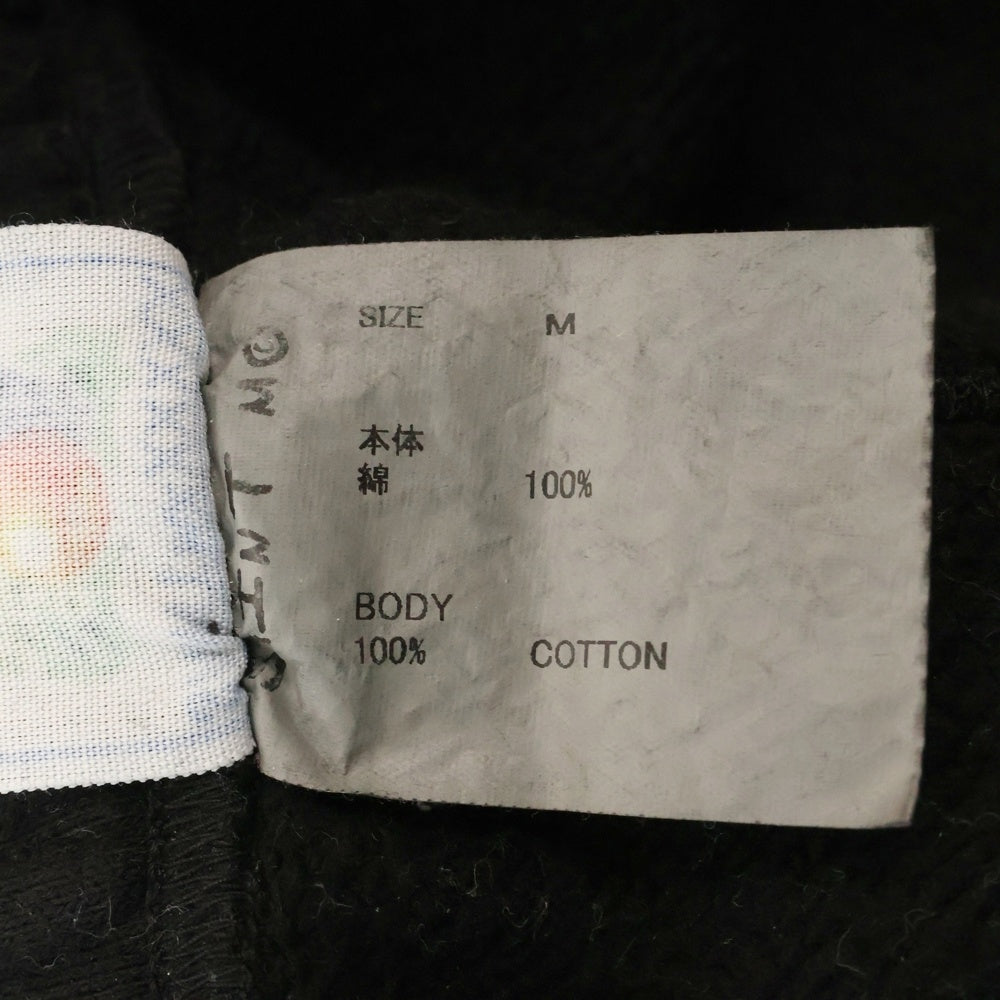 SIZE M
本体
綿 100%
BODY
100% COTTON